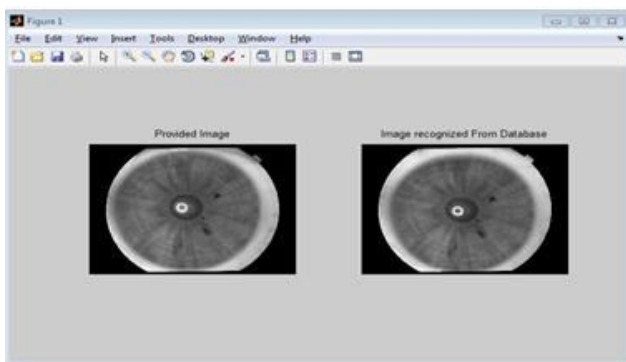 Figure 1
File Edit View Insert Tools Desktop Window Help
Provided Image Image recognized From Database